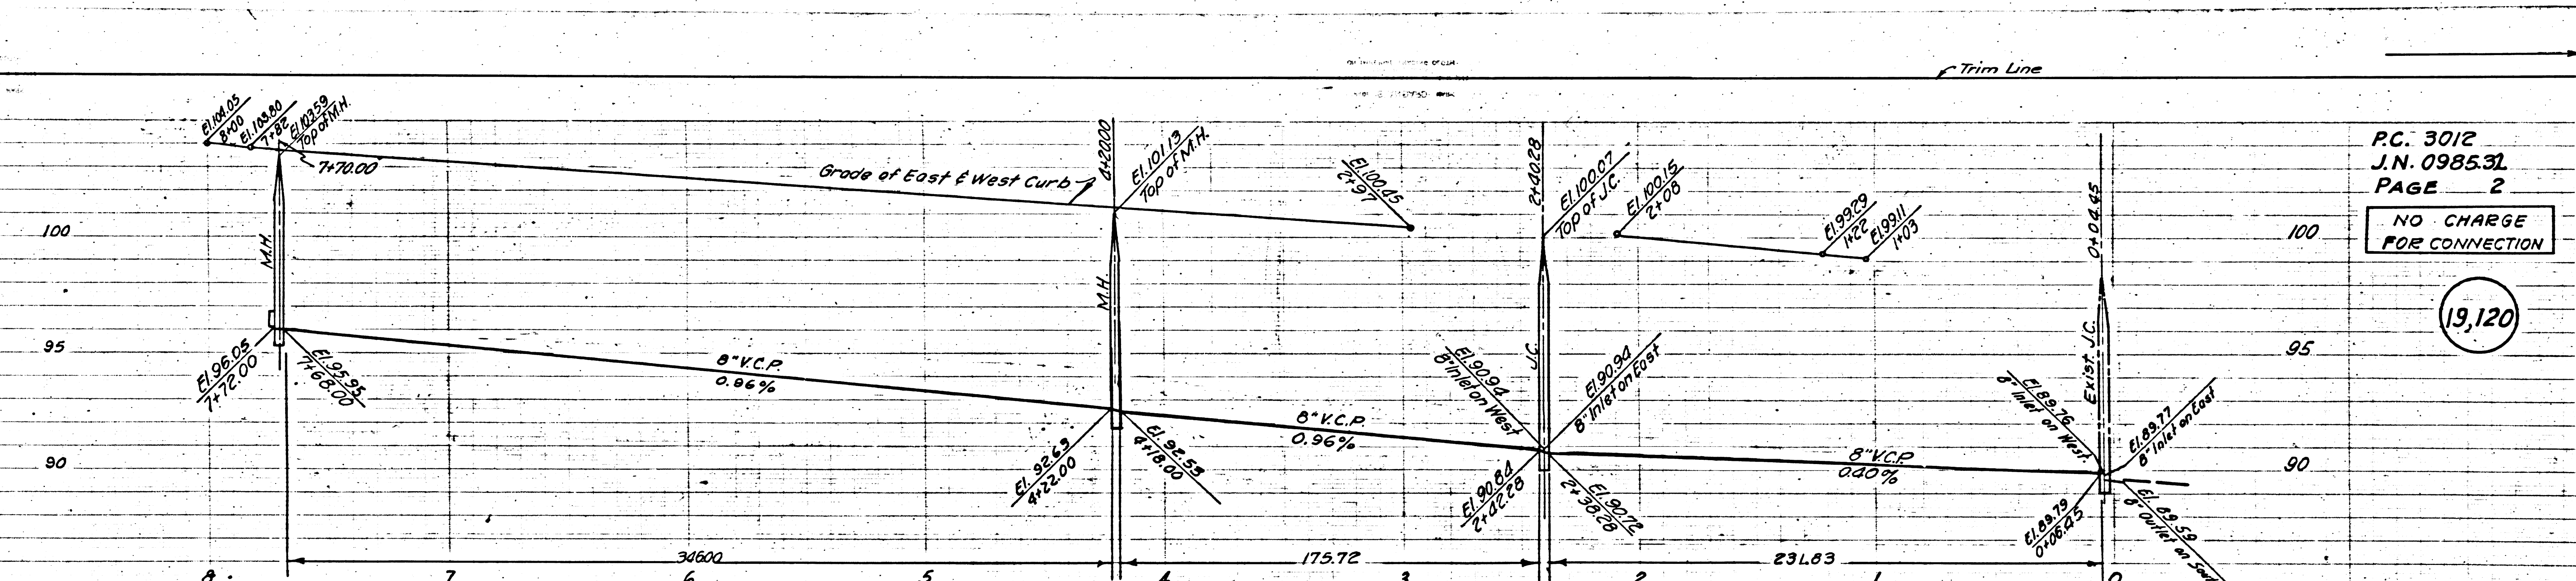 Trim Line
El.104.05
8+00
El.103.80
7+82
El.103.59
Top of M.H.
7+70.00
Grade of East & West Curb
4+20.00
El.101.13
Top of M.H.
El.100.45
2+97
2+40.28
El.100.07
Top of J.C.
El.100.15
2+08
El.99.29
1+22
El.99.11
1+03
0+04.45
P.C. 3012
J.N. 09853L
PAGE 2
NO CHARGE
FOR CONNECTION
19,120
100
100
M.H.
M.H.
J.C.
Exist. J.C.
95
95
El.96.05
7+72.00
El.95.95
7+68.00
8" V.C.P.
0.96%
El. 92.63
4+22.00
El. 92.53
4+18.00
8" V.C.P.
0.96%
El.90.94
8" Inlet on West
El.90.94
8" Inlet on East
El.90.84
2+42.28
El.90.72
2+38.28
8" V.C.P.
0.40%
El.89.76
8" Inlet on West.
El.89.77
8" Inlet on East
El.89.79
0+06.45
El. 89.59
8" Outlet on
90
90
346.00
175.72
231.83
8
7
6
5
4
3
2
1
0